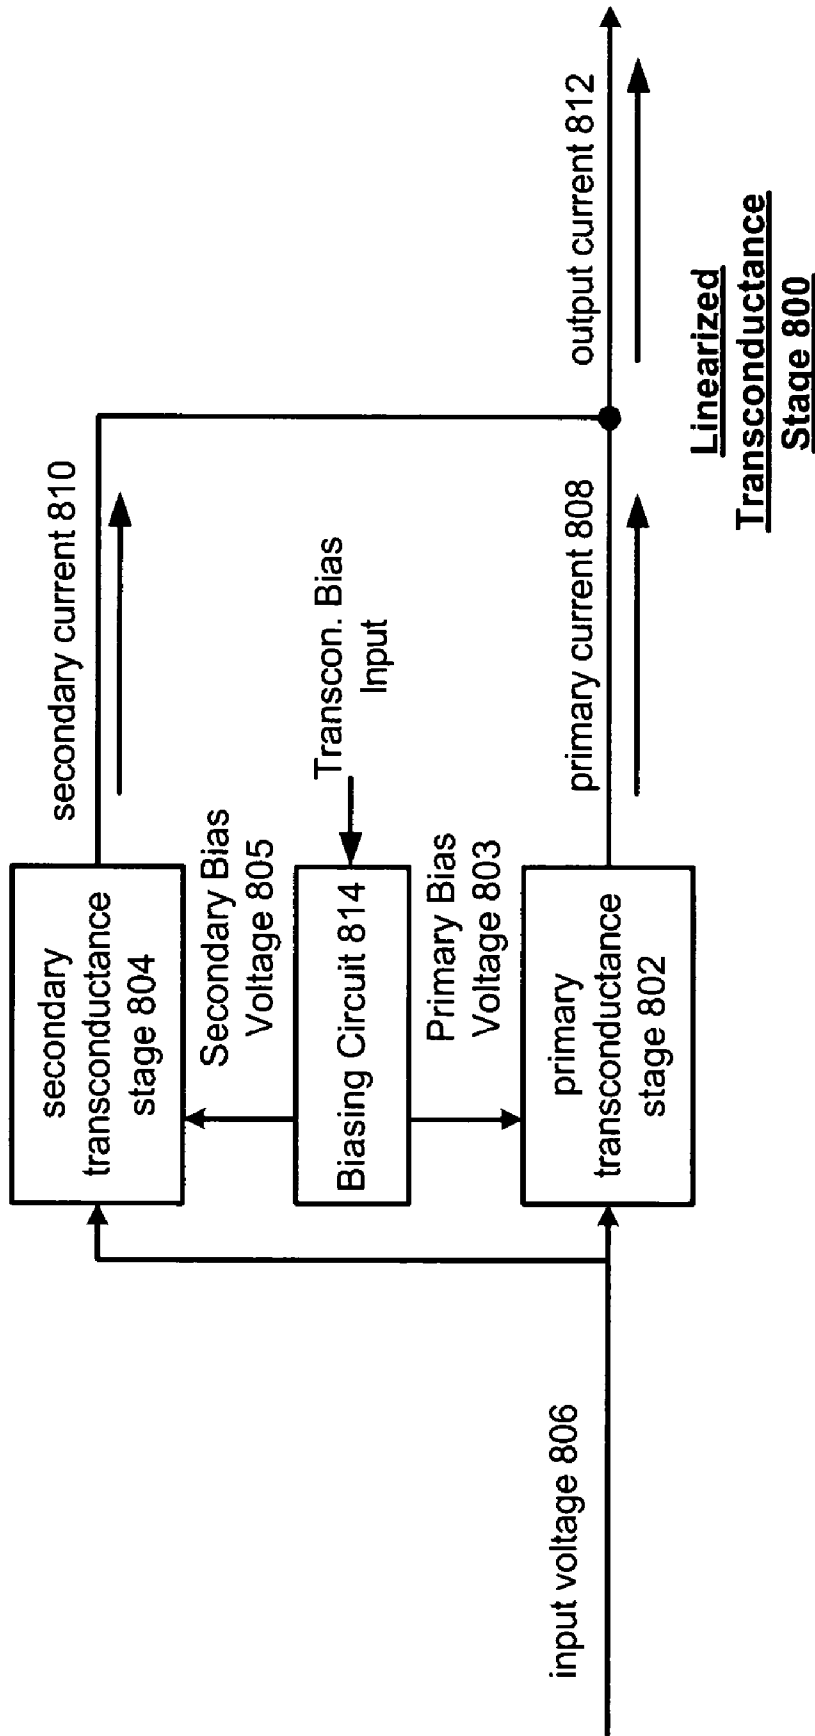 secondary current 810
secondary
transconductance
stage 804
Secondary Bias
Voltage 805
Transcon. Bias
Input
Biasing Circuit 814
Primary Bias
Voltage 803
output current 812
primary current 808
primary
transconductance
stage 802
input voltage 806
Linearized
Transconductance
Stage 800